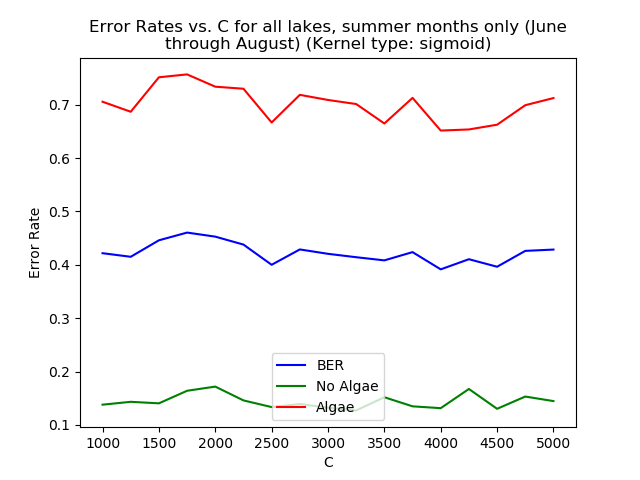 Error Rates vs. C for all lakes, summer months only (June
through August) (Kernel type: sigmoid)
Error Rate
0.7
0.6
0.5
0.4
0.3
0.2
0.1
BER
No Algae
Algae
1000 1500 2000 2500 3000 3500 4000 4500 5000
C